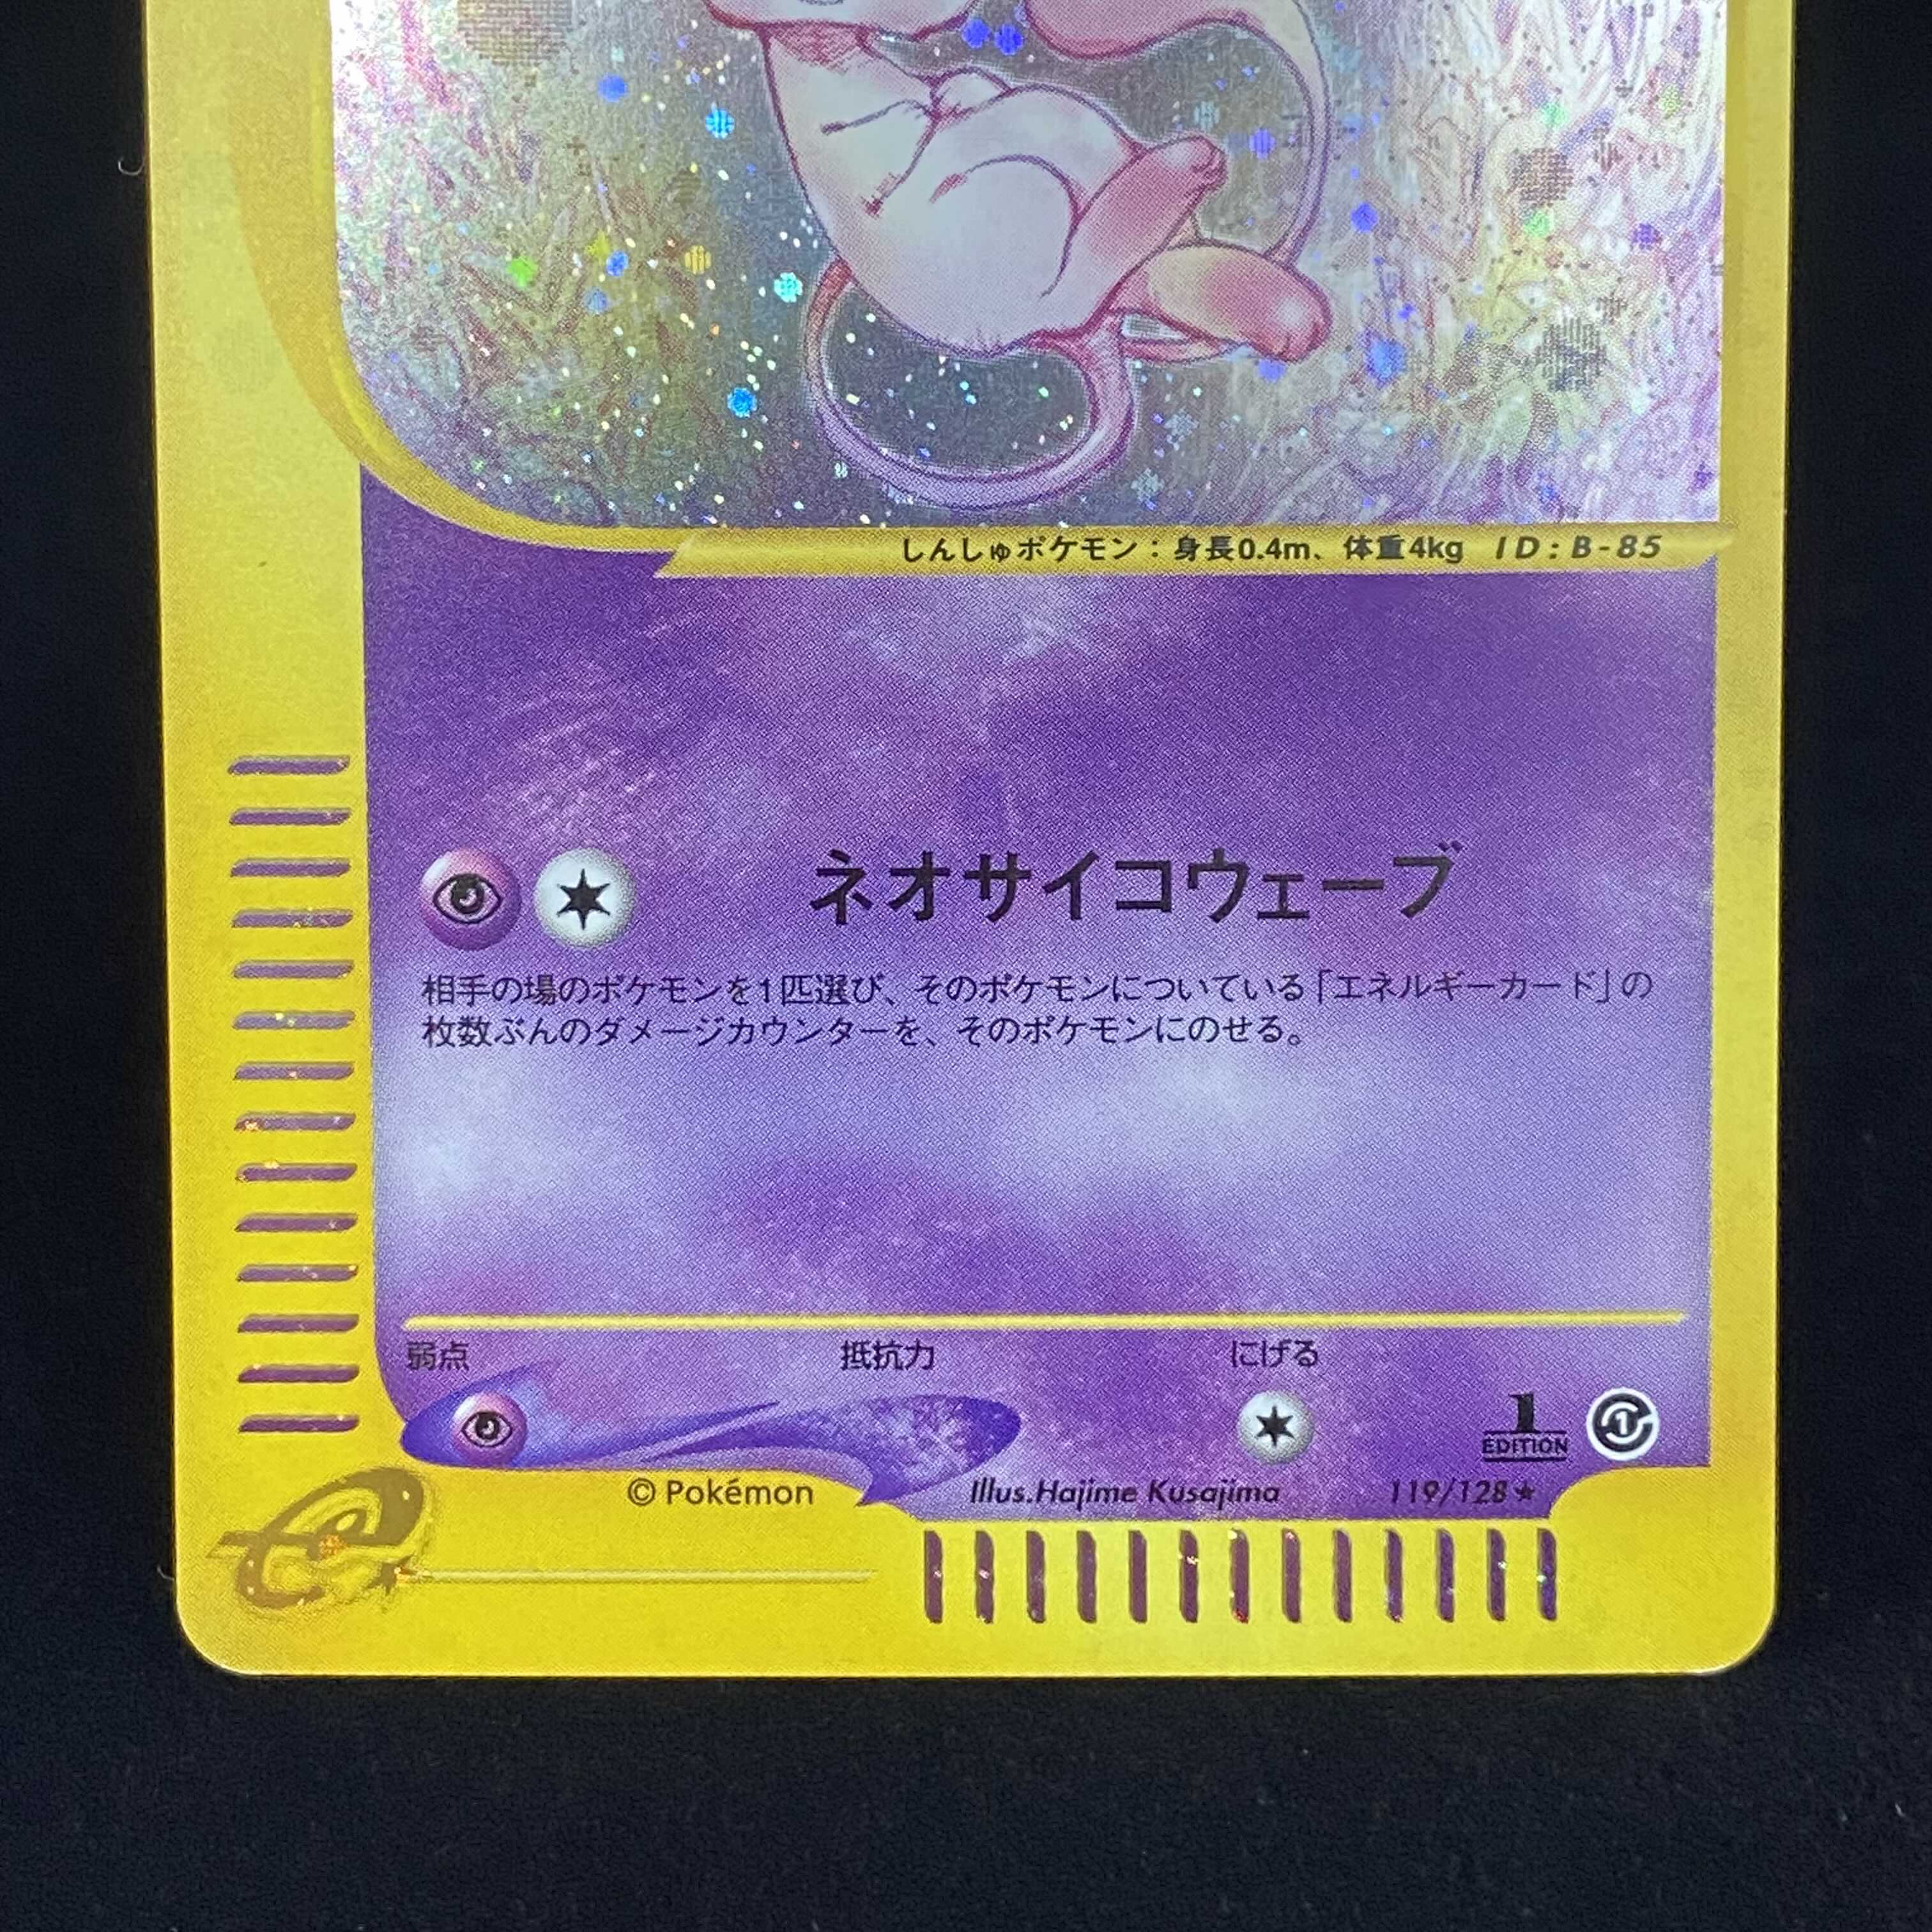 しんしゅポケモン：身長0.4m、体重4kg ID：B-85
ネオサイコウェーブ
相手の場のポケモンを1匹選び、そのポケモンについている「エネルギーカード」の
枚数ぶんのダメージカウンターを、そのポケモンにのせる。
弱点 抵抗力 にげる
1
EDITION
1
© Pokémon Illus.Hajime Kusajima 119/128★
e